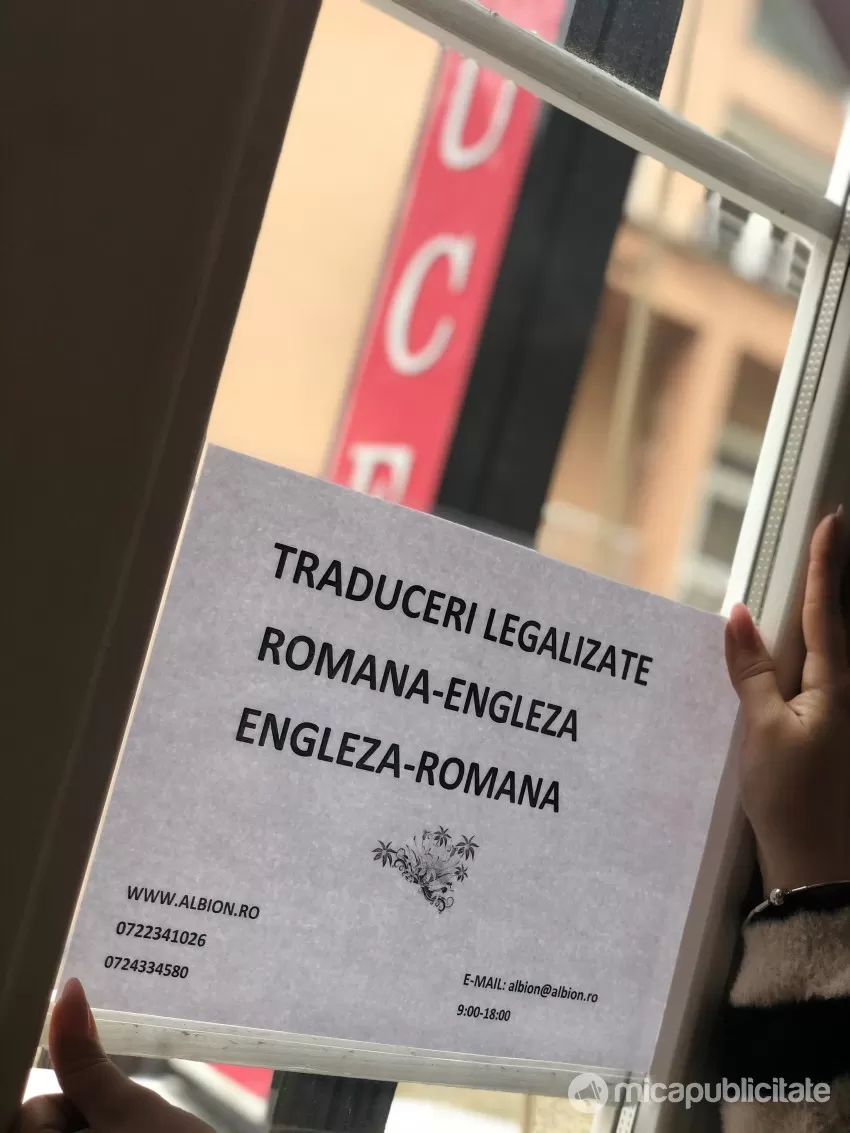 U
C
E
TRADUCERI LEGALIZATE
ROMANA-ENGLEZA
ENGLEZA-ROMANA
WWW.ALBION.RO
0722341026
0724334580
E-MAIL: albion@albion.ro
9:00-18:00
micapublicitate